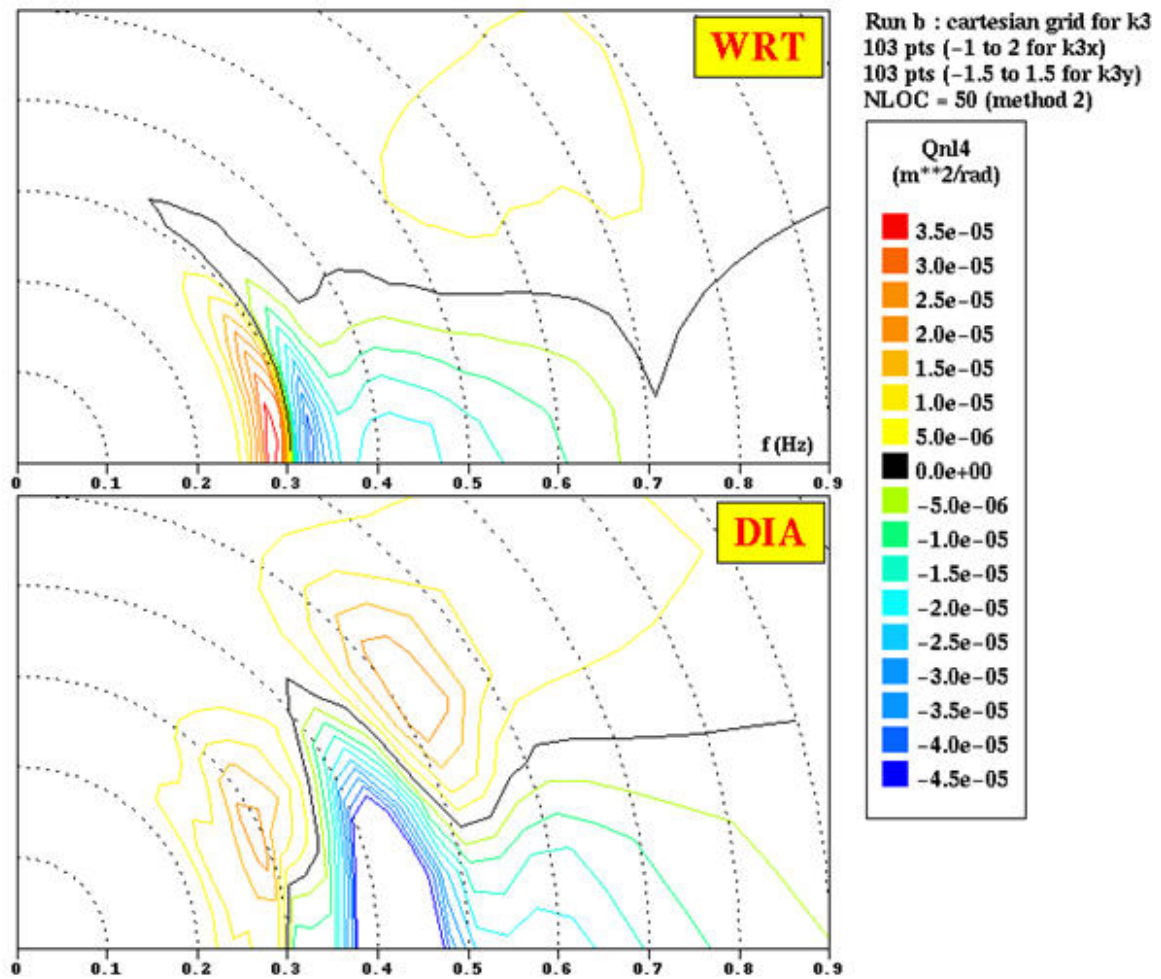 WRT
f (Hz)
0 0.1 0.2 0.3 0.4 0.5 0.6 0.7 0.8 0.9
DIA
0 0.1 0.2 0.3 0.4 0.5 0.6 0.7 0.8 0.9
Run b : cartesian grid for k3
103 pts (-1 to 2 for k3x)
103 pts (-1.5 to 1.5 for k3y)
NLOC = 50 (method 2)
Qnl4
(m**2/rad)
3.5e-05
3.0e-05
2.5e-05
2.0e-05
1.5e-05
1.0e-05
5.0e-06
0.0e+00
-5.0e-06
-1.0e-05
-1.5e-05
-2.0e-05
-2.5e-05
-3.0e-05
-3.5e-05
-4.0e-05
-4.5e-05